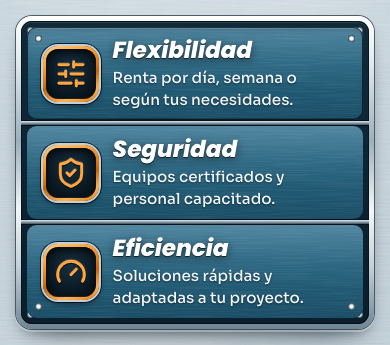 Flexibilidad
Renta por día, semana o
según tus necesidades.
Seguridad
Equipos certificados y
personal capacitado.
Eficiencia
Soluciones rápidas y
adaptadas a tu proyecto.